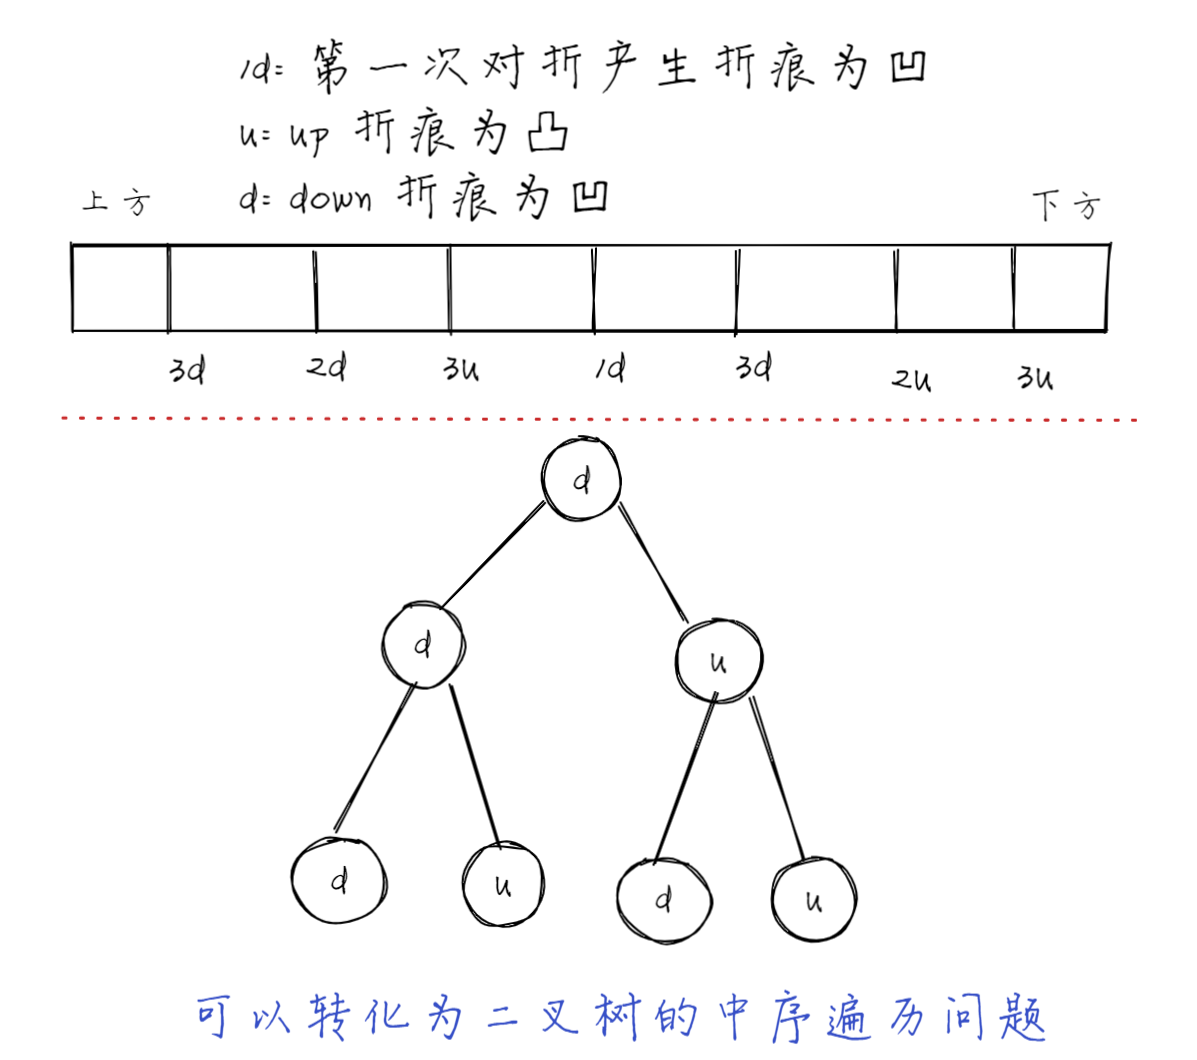 1d= 第一次对折产生折痕为凹
u= up 折痕为凸
d= down 折痕为凹
上方
下方
3d 2d 3u 1d 3d 2u 3u
d
d u
d u d u
可以转化为二叉树的中序遍历问题